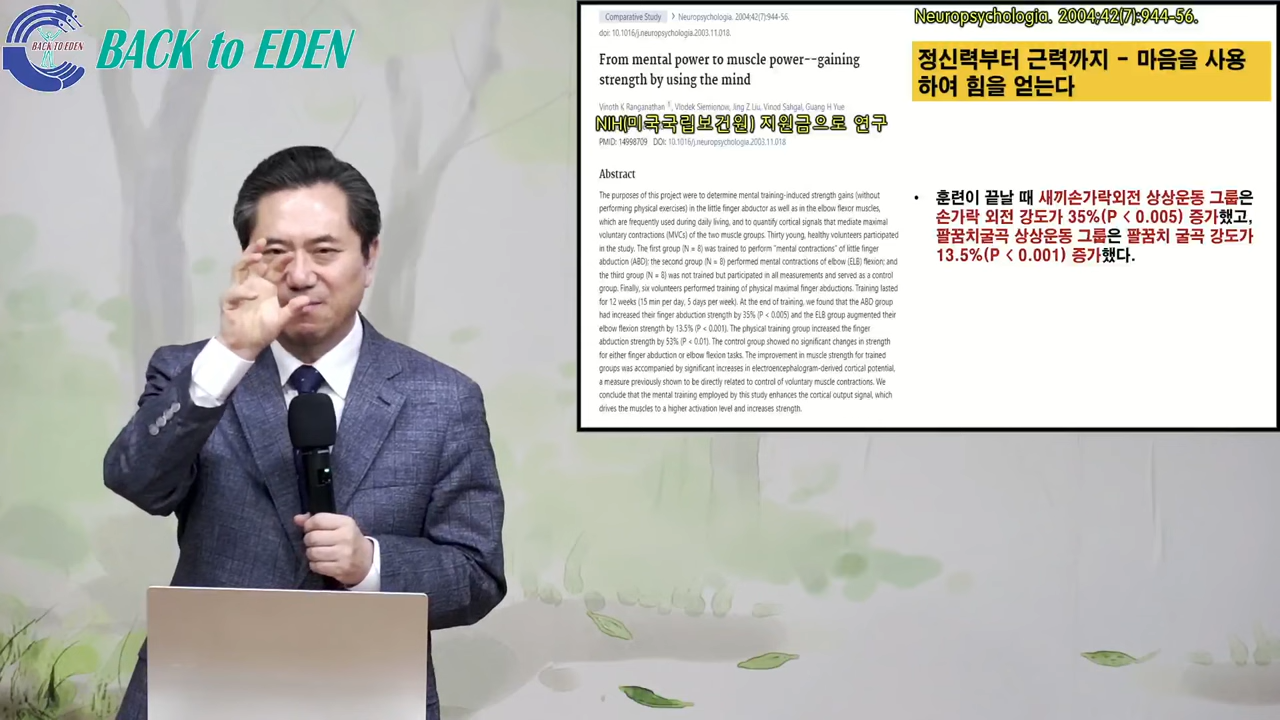 BACK TO EDEN
BACK to EDEN
Comparative Study > Neuropsychologia. 2004;42(7):944-56.
doi: 10.1016/j.neuropsychologia.2003.11.018.
From mental power to muscle power--gaining
strength by using the mind
Vinoth K Ranganathan 1, Vlodek Siemionow, Jing Z Liu, Vinod Sahgal, Guang H Yue
NIH(미국국립보건원) 지원금으로 연구
PMID: 14998709 DOI: 10.1016/j.neuropsychologia.2003.11.018
Abstract
The purposes of this project were to determine mental training-induced strength gains (without
performing physical exercises) in the little finger abductor as well as in the elbow flexor muscles,
which are frequently used during daily living, and to quantify cortical signals that mediate maximal
voluntary contractions (MVCs) of the two muscle groups. Thirty young, healthy volunteers participated
in the study. The first group (N = 8) was trained to perform "mental contractions" of little finger
abduction (ABD); the second group (N = 8) performed mental contractions of elbow (ELB) flexion; and
the third group (N = 8) was not trained but participated in all measurements and served as a control
group. Finally, six volunteers performed training of physical maximal finger abductions. Training lasted
for 12 weeks (15 min per day, 5 days per week). At the end of training, we found that the ABD group
had increased their finger abduction strength by 35% (P < 0.005) and the ELB group augmented their
elbow flexion strength by 13.5% (P < 0.001). The physical training group increased the finger
abduction strength by 53% (P < 0.01). The control group showed no significant changes in strength
for either finger abduction or elbow flexion tasks. The improvement in muscle strength for trained
groups was accompanied by significant increases in electroencephalogram-derived cortical potential,
a measure previously shown to be directly related to control of voluntary muscle contractions. We
conclude that the mental training employed by this study enhances the cortical output signal, which
drives the muscles to a higher activation level and increases strength.
Neuropsychologia. 2004;42(7):944-56.
정신력부터 근력까지 - 마음을 사용
하여 힘을 얻는다
• 훈련이 끝날 때 새끼손가락외전 상상운동 그룹은
손가락 외전 강도가 35%(P < 0.005) 증가했고,
팔꿈치굴곡 상상운동 그룹은 팔꿈치 굴곡 강도가
13.5%(P < 0.001) 증가했다.